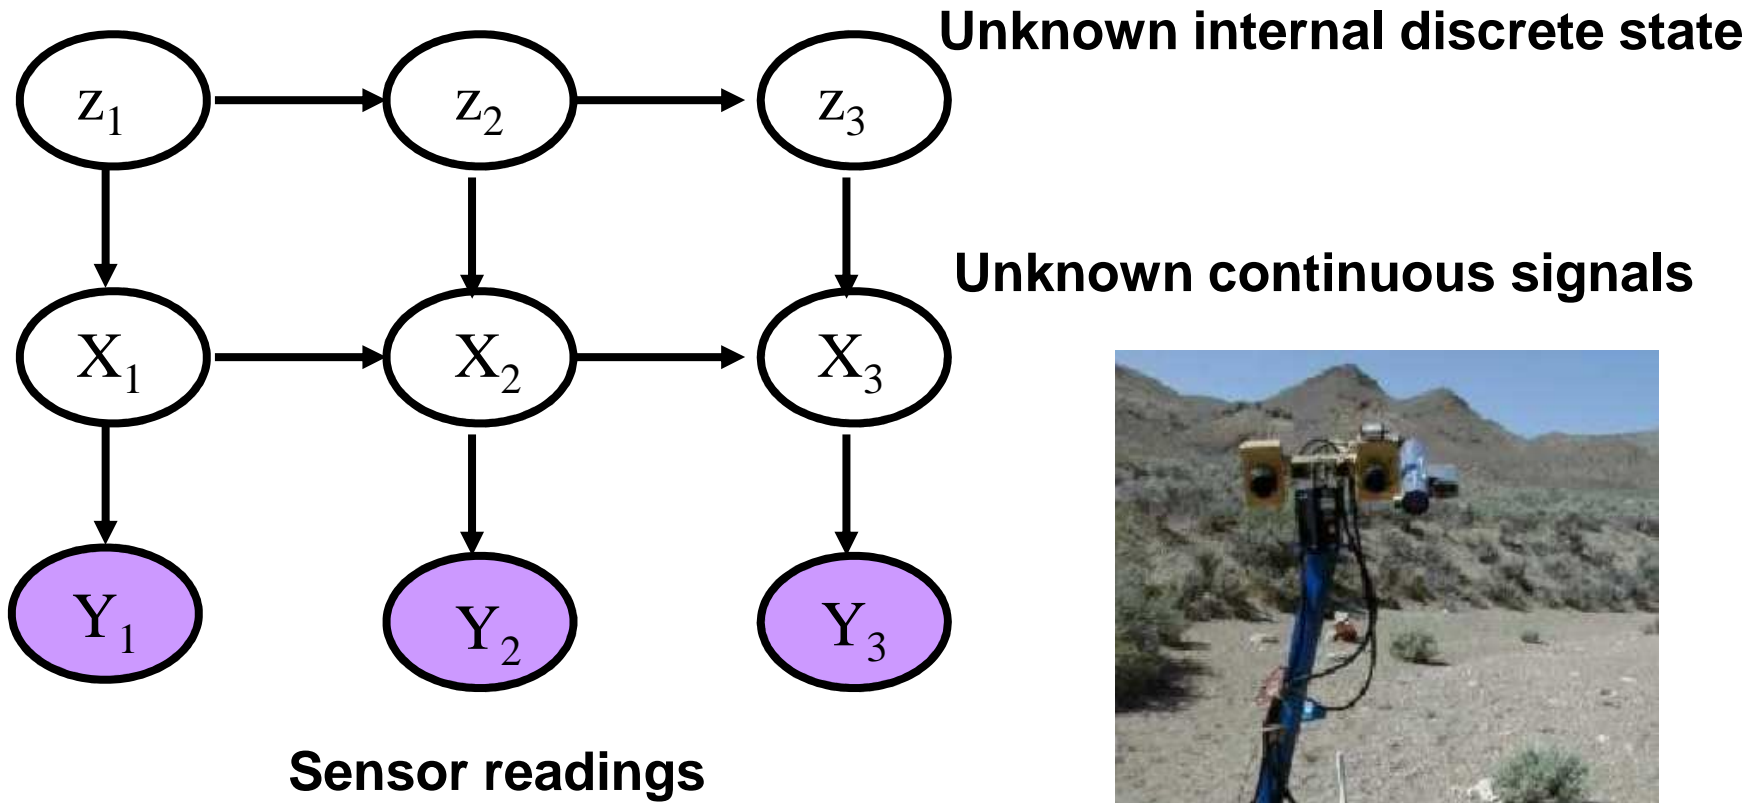 Unknown internal discrete state
z₁ z₂ z₃
Unknown continuous signals
X₁ X₂ X₃
Y₁ Y₂ Y₃
Sensor readings